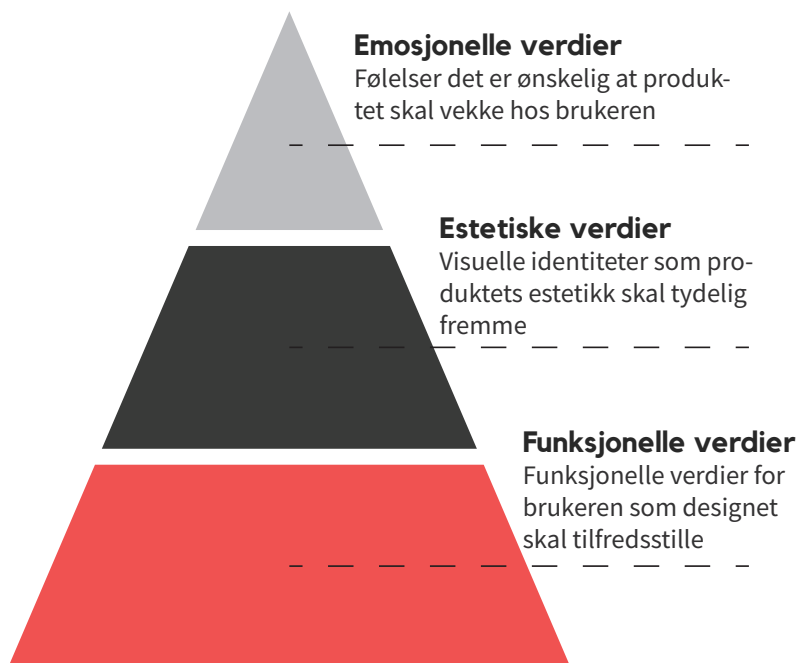 Emosjonelle verdier
Følelser det er ønskelig at produk-
tet skal vekke hos brukeren
Estetiske verdier
Visuelle identiteter som pro-
duktets estetikk skal tydelig
fremme
Funksjonelle verdier
Funksjonelle verdier for
brukeren som designet
skal tilfredsstille